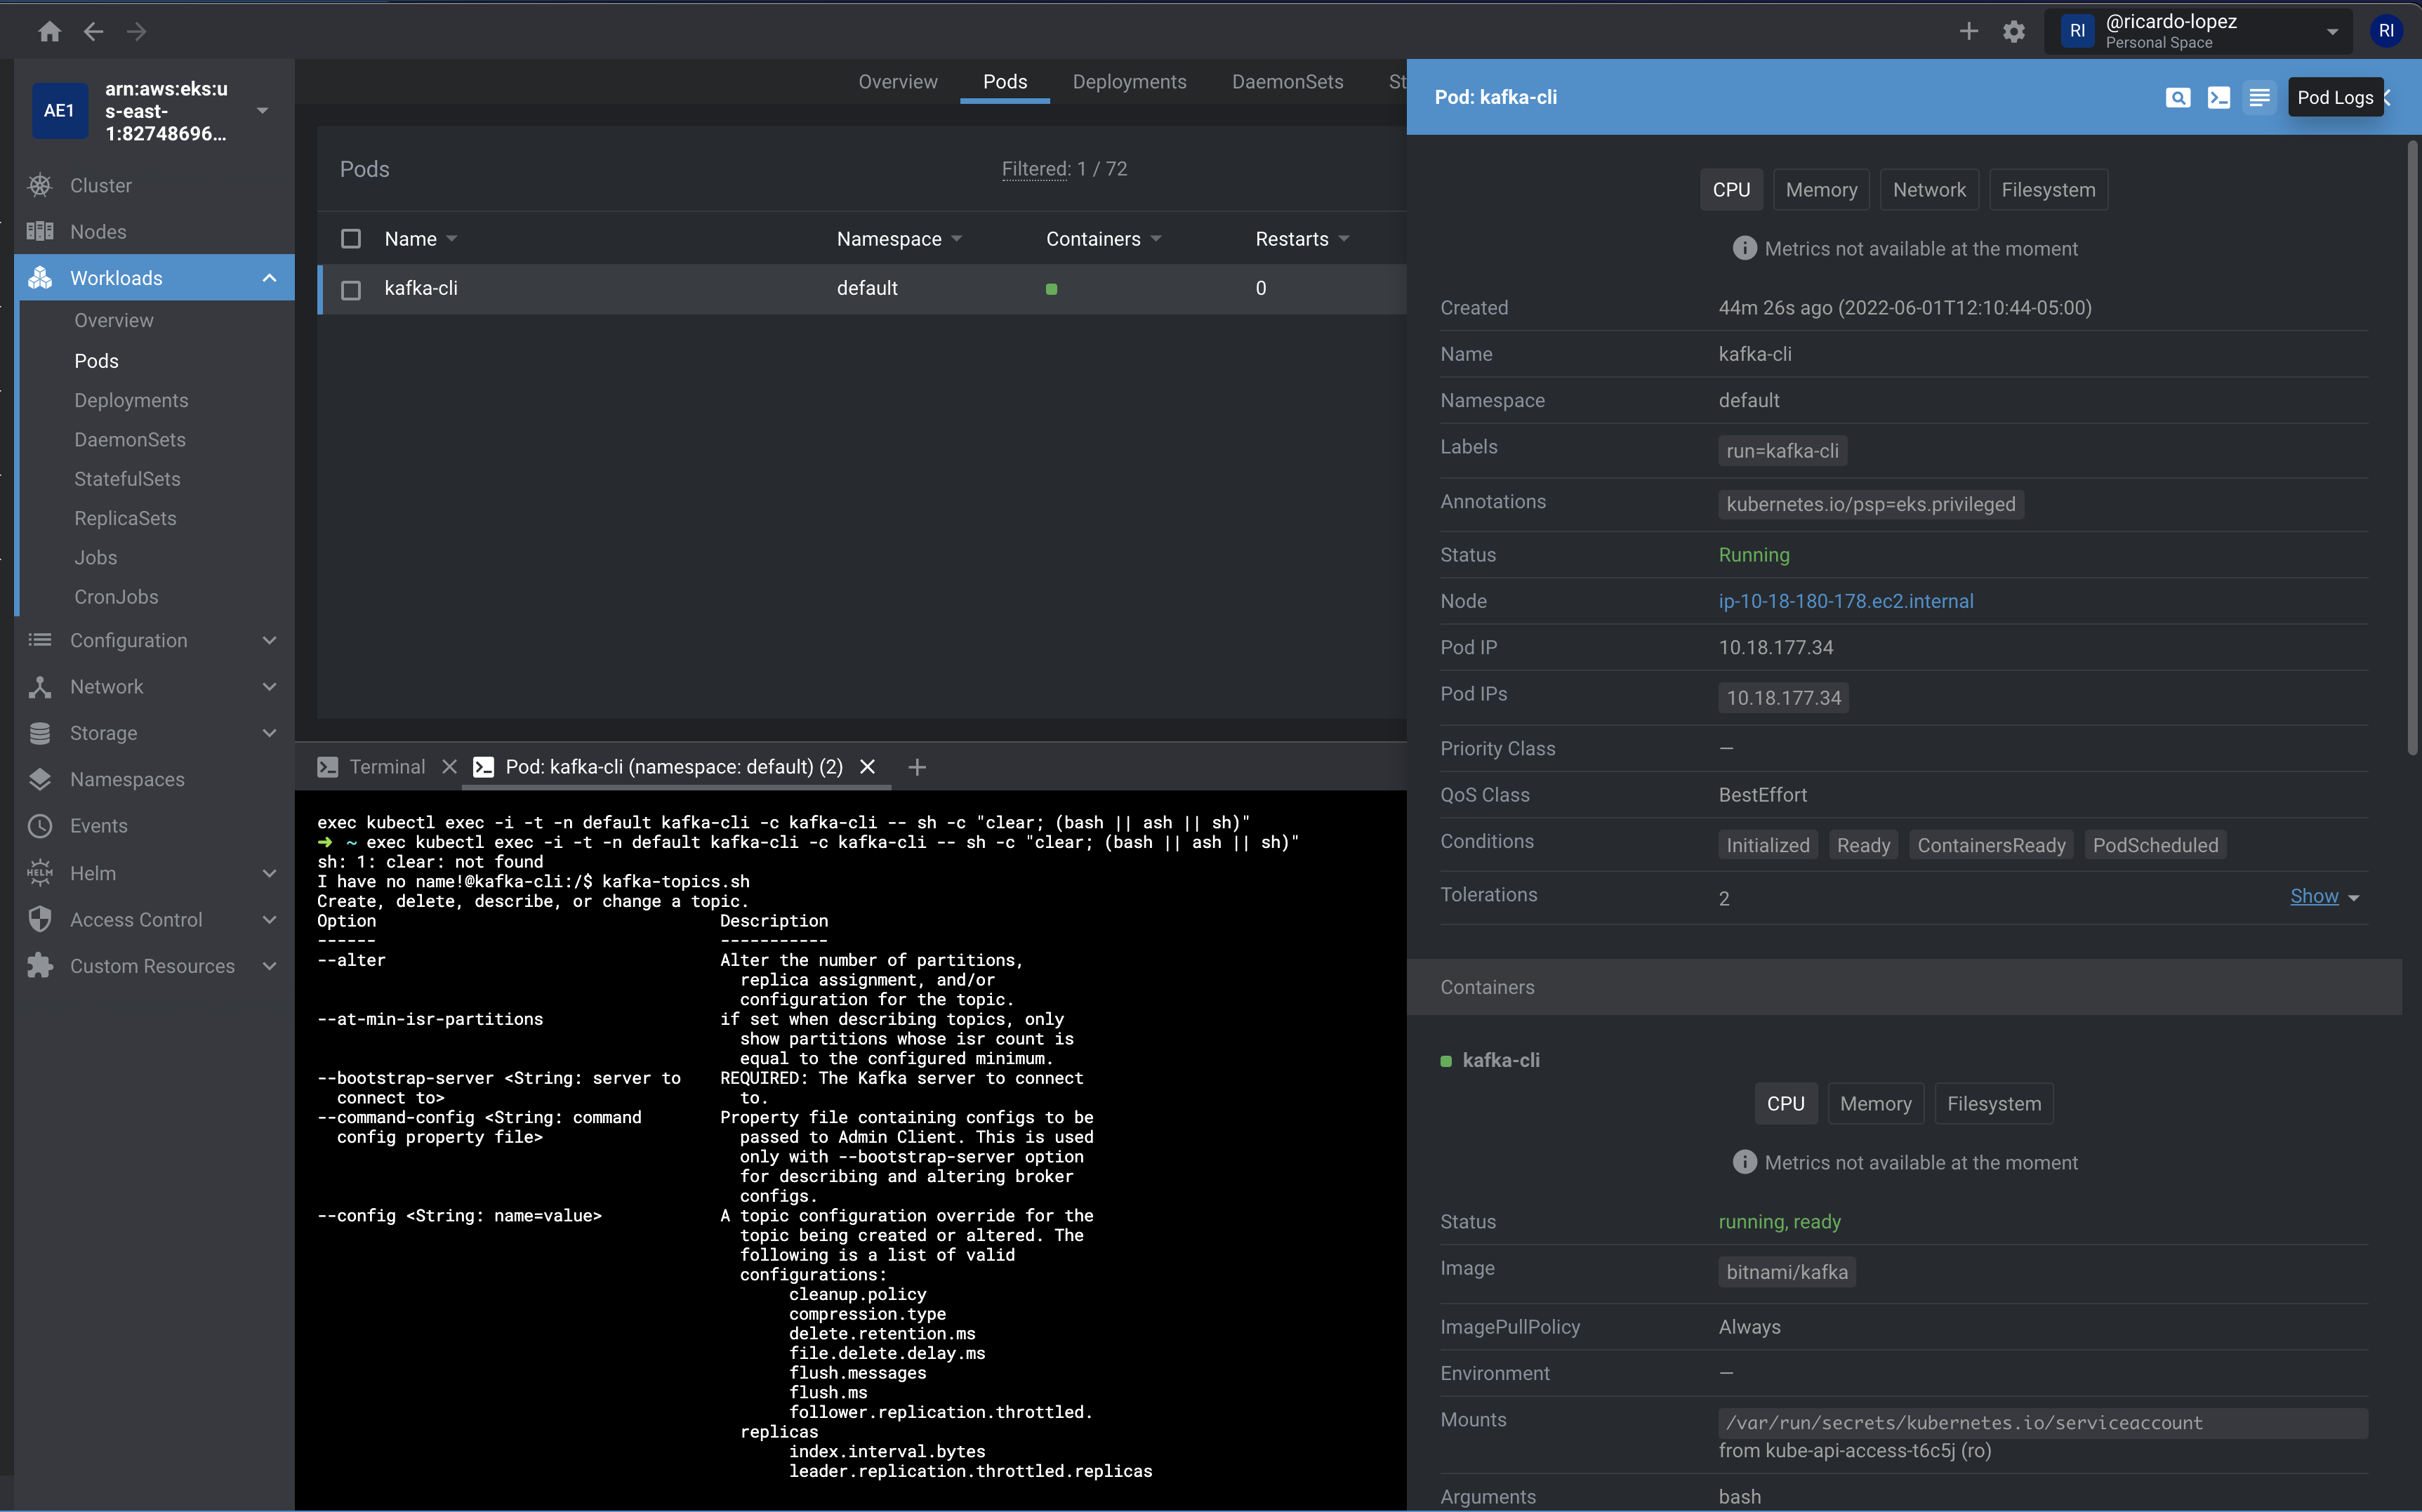 RI
@ricardo-lopez
Personal Space
RI
AE1
arn:aws:eks:u
s-east-
1:82748696...
Cluster
Nodes
Workloads
Overview
Pods
Deployments
DaemonSets
StatefulSets
ReplicaSets
Jobs
CronJobs
Configuration
Network
Storage
Namespaces
Events
HELM
Helm
Access Control
Custom Resources
Overview
Pods
Deployments
DaemonSets
St
Pods
Filtered: 1 / 72
Name
Namespace
Containers
Restarts
kafka-cli
default
0
Terminal
Pod: kafka-cli (namespace: default) (2)
exec kubectl exec -i -t -n default kafka-cli -c kafka-cli -- sh -c "clear; (bash || ash || sh)"
➜ ~ exec kubectl exec -i -t -n default kafka-cli -c kafka-cli -- sh -c "clear; (bash || ash || sh)"
sh: 1: clear: not found
I have no name!@kafka-cli:/$ kafka-topics.sh
Create, delete, describe, or change a topic.
Option Description
------ -----------
--alter Alter the number of partitions,
replica assignment, and/or
configuration for the topic.
--at-min-isr-partitions if set when describing topics, only
show partitions whose isr count is
equal to the configured minimum.
--bootstrap-server <String: server to REQUIRED: The Kafka server to connect
connect to> to.
--command-config <String: command Property file containing configs to be
config property file> passed to Admin Client. This is used
only with --bootstrap-server option
for describing and altering broker
configs.
--config <String: name=value> A topic configuration override for the
topic being created or altered. The
following is a list of valid
configurations:
cleanup.policy
compression.type
delete.retention.ms
file.delete.delay.ms
flush.messages
flush.ms
follower.replication.throttled.
replicas
index.interval.bytes
leader.replication.throttled.replicas
Pod: kafka-cli
Pod Logs
CPU
Memory
Network
Filesystem
Metrics not available at the moment
Created 44m 26s ago (2022-06-01T12:10:44-05:00)
Name kafka-cli
Namespace default
Labels run=kafka-cli
Annotations kubernetes.io/psp=eks.privileged
Status Running
Node ip-10-18-180-178.ec2.internal
Pod IP 10.18.177.34
Pod IPs 10.18.177.34
Priority Class —
QoS Class BestEffort
Conditions Initialized Ready ContainersReady PodScheduled
Tolerations 2 Show
Containers
kafka-cli
CPU
Memory
Filesystem
Metrics not available at the moment
Status running, ready
Image bitnami/kafka
ImagePullPolicy Always
Environment —
Mounts /var/run/secrets/kubernetes.io/serviceaccount
from kube-api-access-t6c5j (ro)
Arguments bash